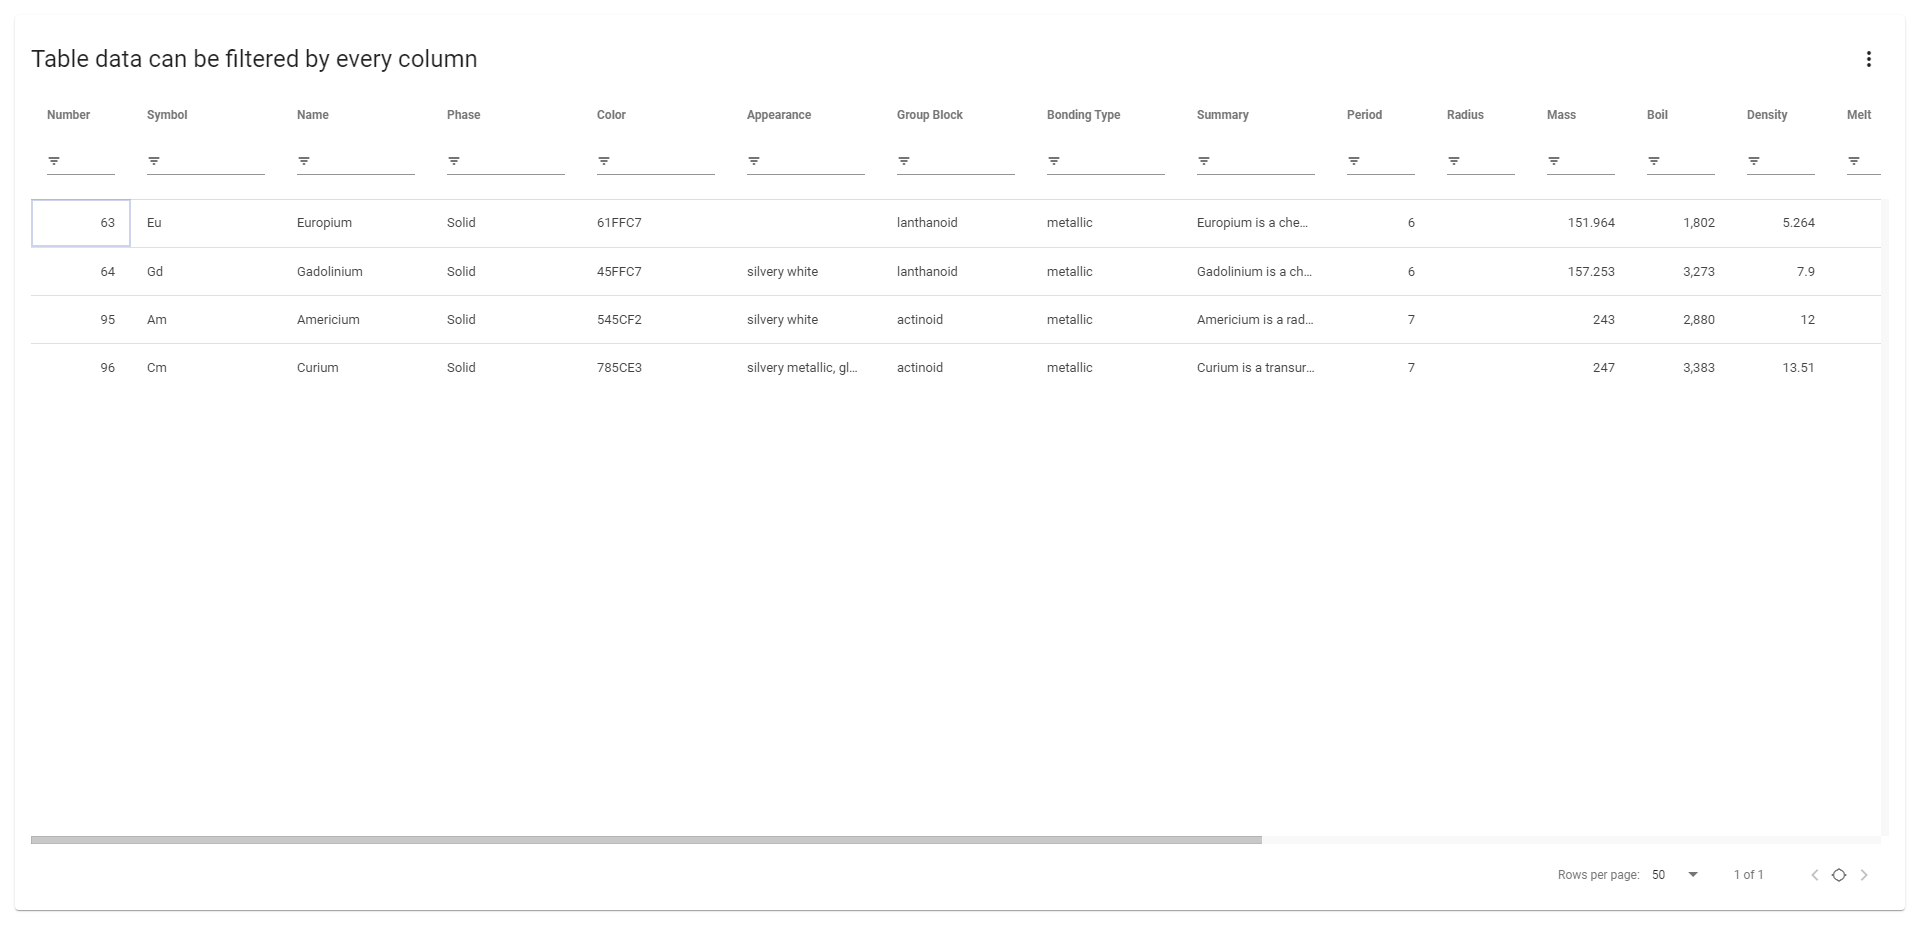 Table data can be filtered by every column
Number Symbol Name Phase Color Appearance Group Block Bonding Type Summary Period Radius Mass Boil Density Melt
63 Eu Europium Solid 61FFC7 lanthanoid metallic Europium is a che... 6 151.964 1,802 5.264
64 Gd Gadolinium Solid 45FFC7 silvery white lanthanoid metallic Gadolinium is a ch... 6 157.253 3,273 7.9
95 Am Americium Solid 545CF2 silvery white actinoid metallic Americium is a rad... 7 243 2,880 12
96 Cm Curium Solid 785CE3 silvery metallic, gl... actinoid metallic Curium is a transur... 7 247 3,383 13.51
Rows per page: 50 1 of 1